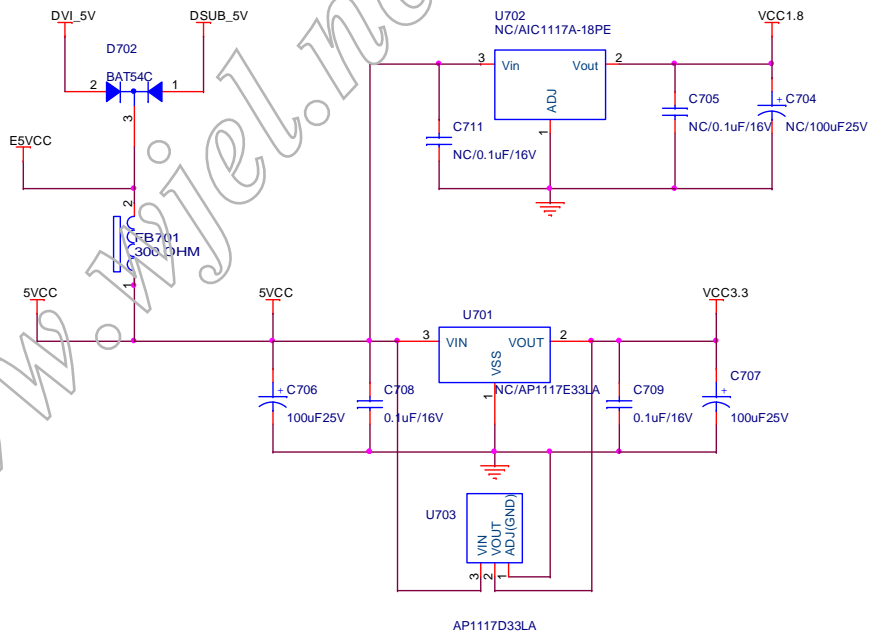 DVI_5V
DSUB_5V
U702
NC/AIC1117A-18PE
VCC1.8
D702
BAT54C
2
1
3
3
Vin
Vout
2
ADJ
1
C711
NC/0.1uF/16V
C705
NC/0.1uF/16V
+
C704
NC/100uF25V
E5VCC
2
FB701
300 OHM
1
5VCC
5VCC
VCC3.3
U701
3
VIN
VOUT
2
VSS
1
NC/AP1117E33LA
+
C706
100uF25V
C708
0.1uF/16V
C709
0.1uF/16V
+
C707
100uF25V
U703
VIN
VOUT
ADJ(GND)
3
2
1
AP1117D33LA
w.wjel.n